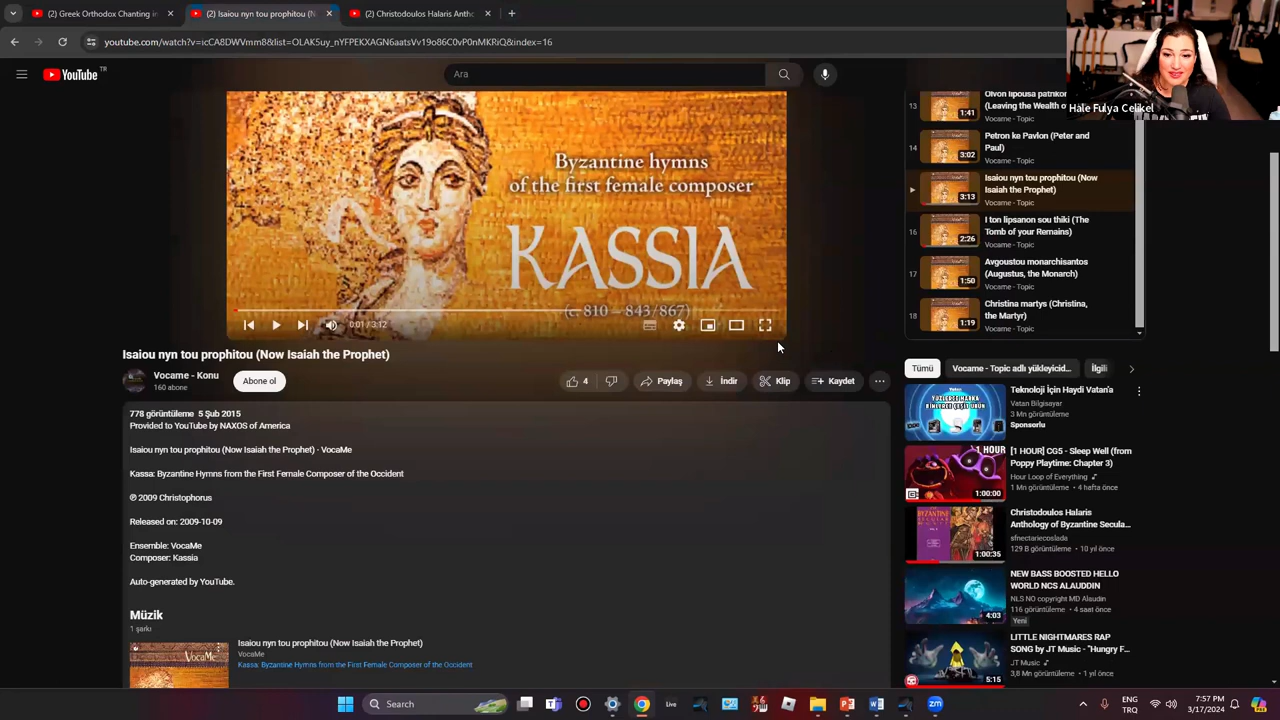 (2) Greek Orthodox Chanting in
(2) Isaiou nyn tou prophitou (N
(2) Christodoulos Halaris Antho
youtube.com/watch?v=icCA8DWVmm8&list=OLAK5uy_nYFPEKXAGN6aatsVv19o86C0vP0nMKRiQ&index=16
YouTube TR
Ara
Hale Fulya Celikel
Byzantine hymns
of the first female composer
KASSIA
(c. 810 – 843/867)
0:01 / 3:12
13
Olvon lipousa patrikon
(Leaving the Wealth o
Vocame - Topic
1:41
14
Petron ke Pavlon (Peter and
Paul)
Vocame - Topic
3:02
Isaiou nyn tou prophitou (Now
Isaiah the Prophet)
Vocame - Topic
3:13
16
I ton lipsanon sou thiki (The
Tomb of your Remains)
Vocame - Topic
2:26
17
Avgoustou monarchisantos
(Augustus, the Monarch)
Vocame - Topic
1:50
18
Christina martys (Christina,
the Martyr)
Vocame - Topic
1:19
Isaiou nyn tou prophitou (Now Isaiah the Prophet)
Vocame - Konu
160 abone
Abone ol
4
Paylaş
İndir
Klip
Kaydet
778 görüntüleme 5 Şub 2015
Provided to YouTube by NAXOS of America
Isaiou nyn tou prophitou (Now Isaiah the Prophet) · VocaMe
Kassa: Byzantine Hymns from the First Female Composer of the Occident
℗ 2009 Christophorus
Released on: 2009-10-09
Ensemble: VocaMe
Composer: Kassia
Auto-generated by YouTube.
Müzik
1 şarkı
VocaMe
Isaiou nyn tou prophitou (Now Isaiah the Prophet)
VocaMe
Kassa: Byzantine Hymns from the First Female Composer of the Occident
Tümü
Vocame - Topic adlı yükleyicid...
İlgili
Teknoloji İçin Haydi Vatan'a
Vatan Bilgisayar
3 Mn görüntüleme
Sponsorlu
[1 HOUR] CG5 - Sleep Well (from
Poppy Playtime: Chapter 3)
Hour Loop of Everything
1 Mn görüntüleme • 4 hafta önce
1 HOUR
1:00:00
Christodoulos Halaris
Anthology of Byzantine Secula...
sfnectariecoslada
129 B görüntüleme • 10 yıl önce
1:00:35
NEW BASS BOOSTED HELLO
WORLD NCS ALAUDDIN
NLS NO copyright MD Alaudin
116 görüntüleme • 4 saat önce
Yeni
4:03
LITTLE NIGHTMARES RAP
SONG by JT Music - "Hungry F...
JT Music
3,8 Mn görüntüleme • 1 yıl önce
5:15
Search
Live
ENG
TRQ
7:57 PM
3/17/2024